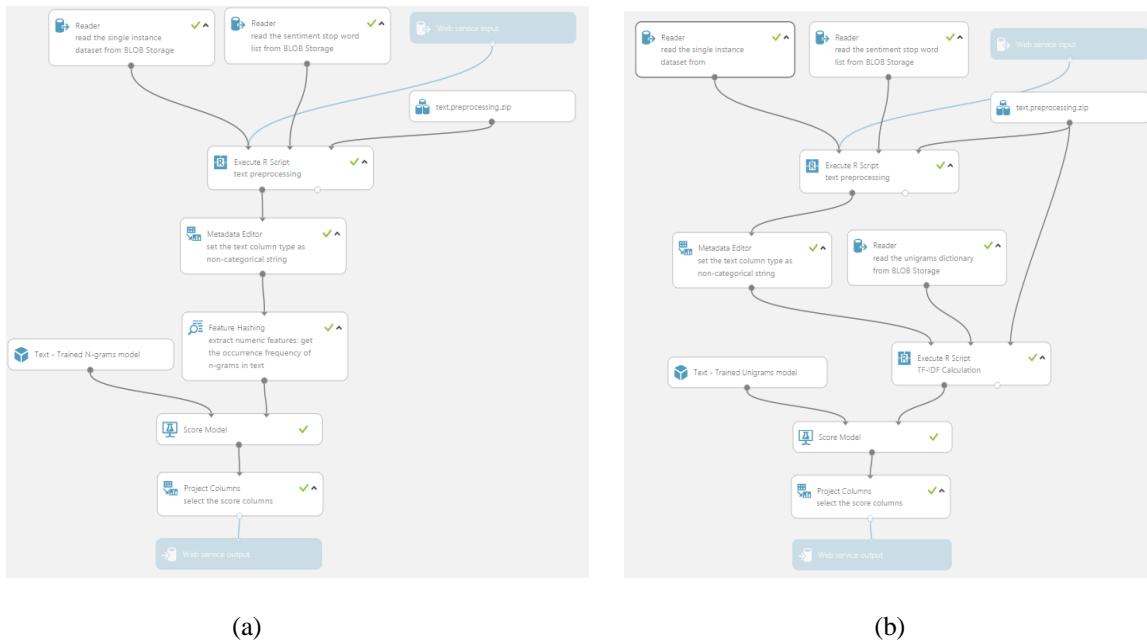 Reader
read the single instance
dataset from BLOB Storage
Reader
read the sentiment stop word
list from BLOB Storage
Web service input
text.preprocessing.zip
Execute R Script
text preprocessing
Metadata Editor
set the text column type as
non-categorical string
Feature Hashing
extract numeric features: get
the occurrence frequency of
n-grams in text
Text - Trained N-grams model
Score Model
Project Columns
select the score columns
Web service output
(a)
Reader
read the single instance
dataset from
Reader
read the sentiment stop word
list from BLOB Storage
Web service input
text.preprocessing.zip
Execute R Script
text preprocessing
Metadata Editor
set the text column type as
non-categorical string
Reader
read the unigrams dictionary
from BLOB Storage
Execute R Script
TF-IDF Calculation
Text - Trained Unigrams model
Score Model
Project Columns
select the score columns
Web service output
(b)